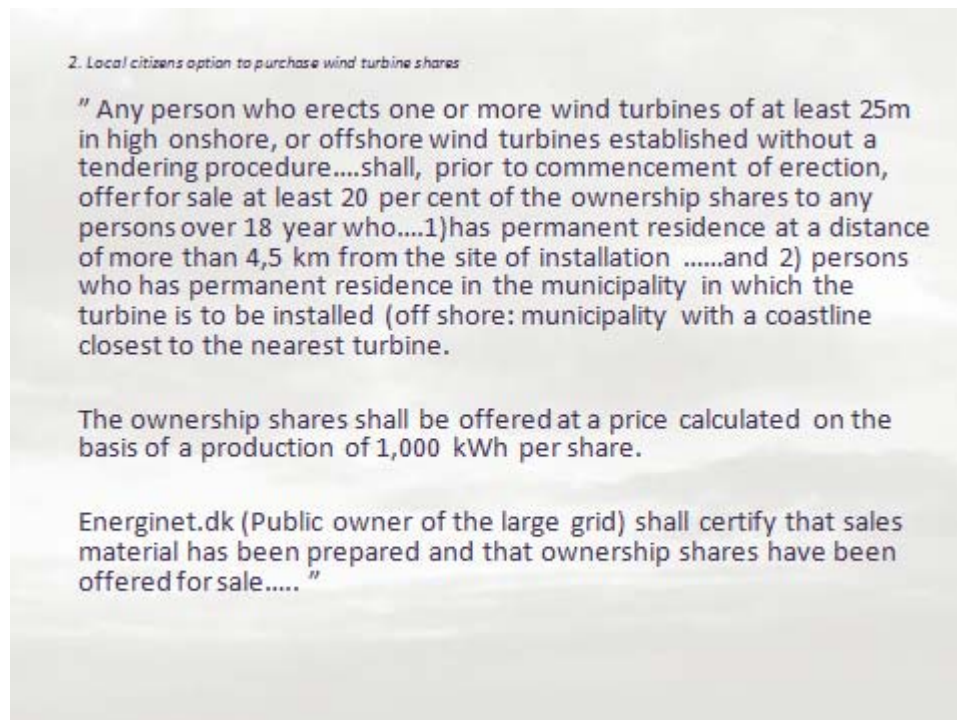 2. Local citizens option to purchase wind turbine shares
" Any person who erects one or more wind turbines of at least 25m
in high onshore, or offshore wind turbines established without a
tendering procedure....shall, prior to commencement of erection,
offer for sale at least 20 per cent of the ownership shares to any
persons over 18 year who....1)has permanent residence at a distance
of more than 4,5 km from the site of installation ......and 2) persons
who has permanent residence in the municipality in which the
turbine is to be installed (off shore: municipality with a coastline
closest to the nearest turbine.
The ownership shares shall be offered at a price calculated on the
basis of a production of 1,000 kWh per share.
Energinet.dk (Public owner of the large grid) shall certify that sales
material has been prepared and that ownership shares have been
offered for sale..... "